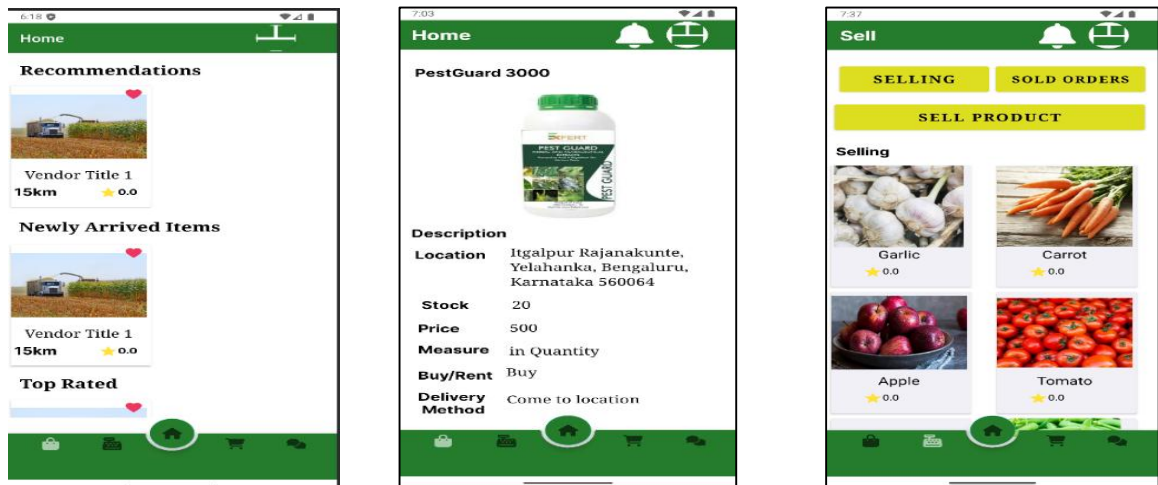 6:18
Home
Recommendations
Vendor Title 1
15km 0.0
Newly Arrived Items
Vendor Title 1
15km 0.0
Top Rated
7:03
Home
PestGuard 3000
PEST GUARD
PEST GUARD
Description
Location Itgalpur Rajanakunte,
Yelahanka, Bengaluru,
Karnataka 560064
Stock 20
Price 500
Measure in Quantity
Buy/Rent Buy
Delivery Come to location
Method
7:37
Sell
SELLING SOLD ORDERS
SELL PRODUCT
Selling
Garlic Carrot
0.0 0.0
Apple Tomato
0.0 0.0